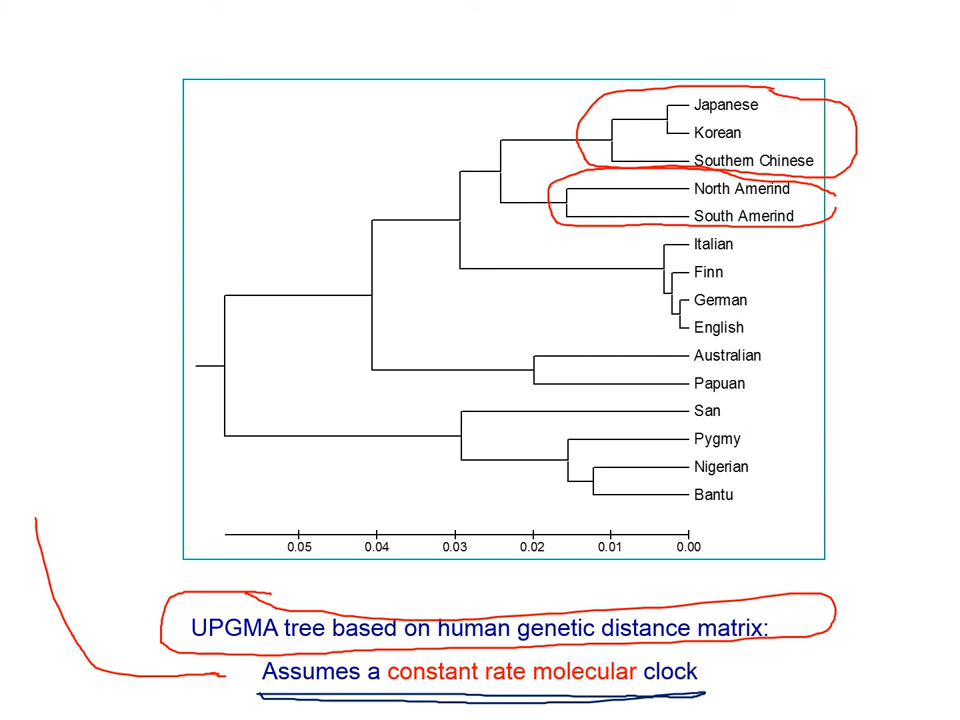 Japanese
Korean
Southern Chinese
North Amerind
South Amerind
Italian
Finn
German
English
Australian
Papuan
San
Pygmy
Nigerian
Bantu
0.05 0.04 0.03 0.02 0.01 0.00
UPGMA tree based on human genetic distance matrix:
Assumes a constant rate molecular clock